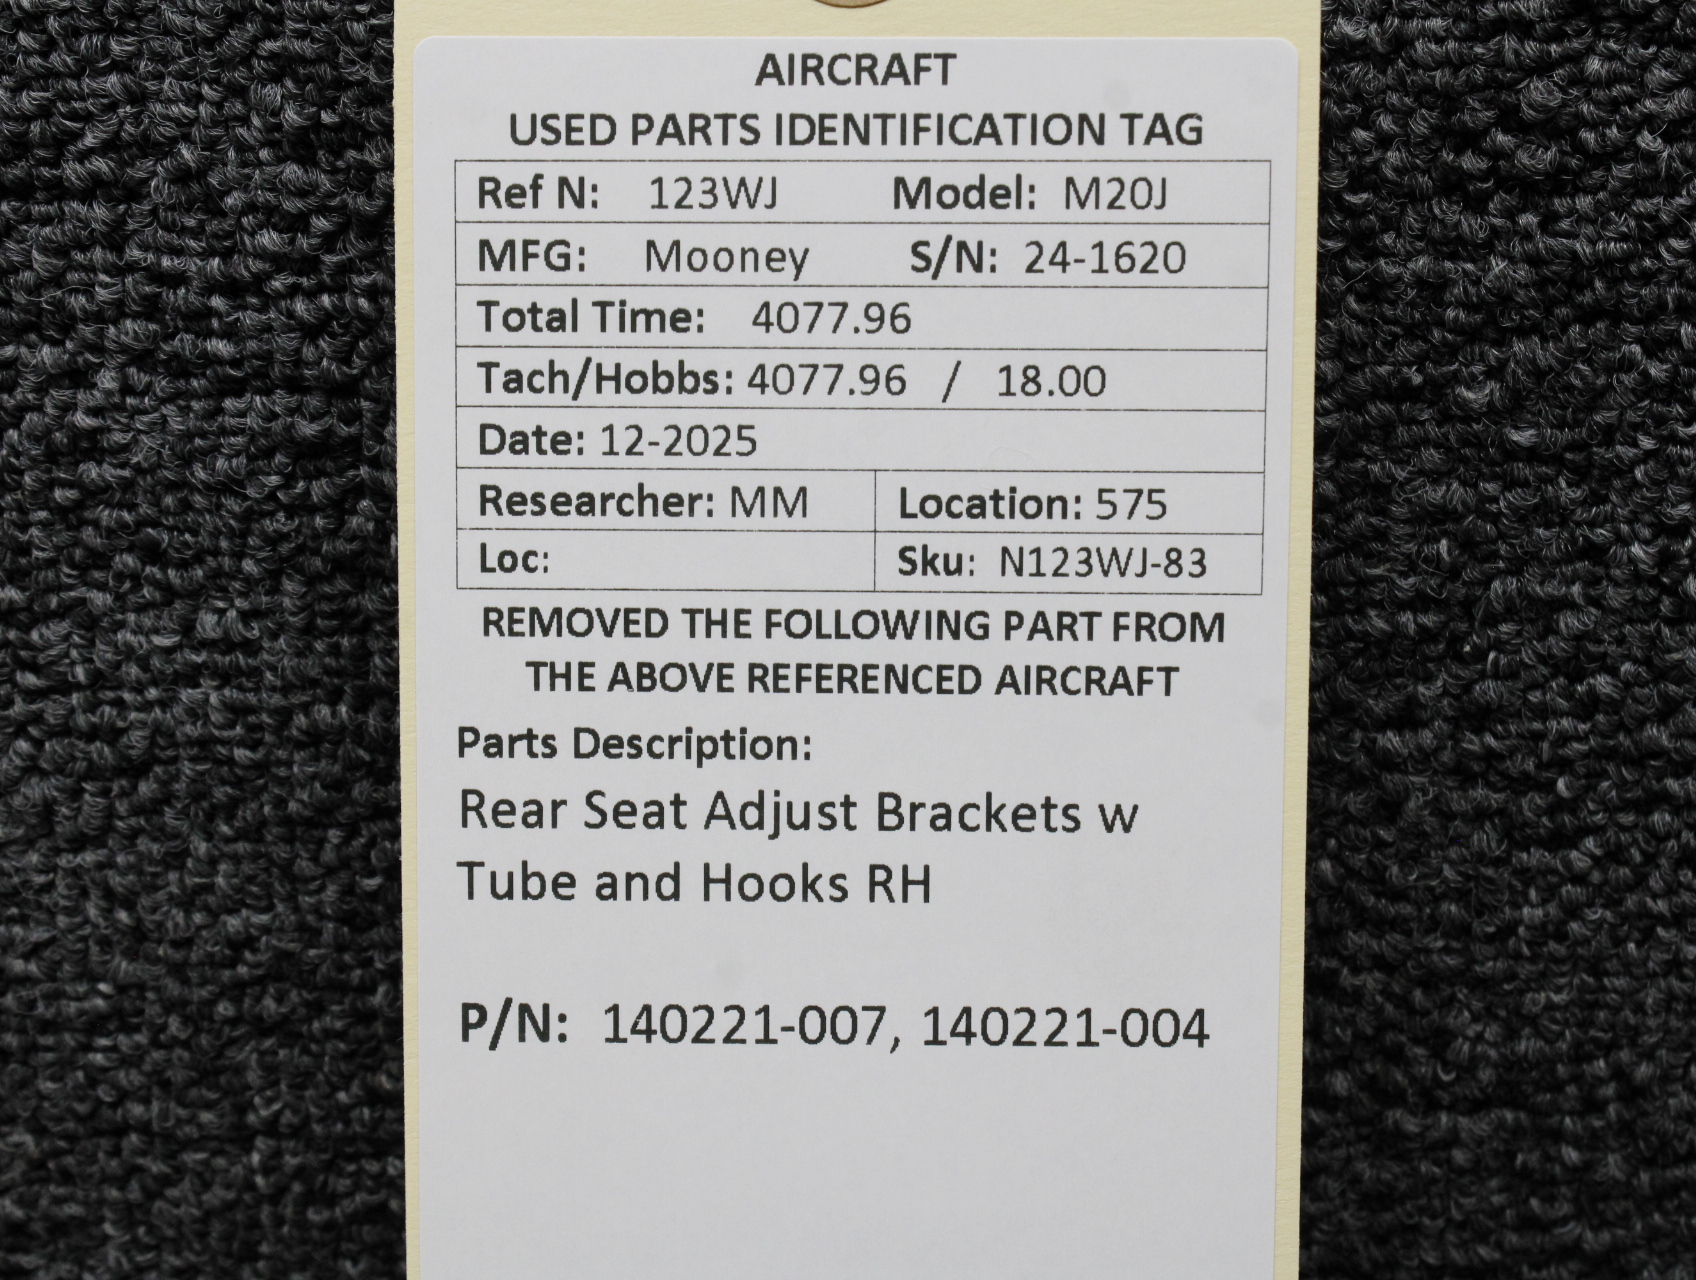 AIRCRAFT
USED PARTS IDENTIFICATION TAG
Ref N: 123WJ Model: M20J
MFG: Mooney S/N: 24-1620
Total Time: 4077.96
Tach/Hobbs: 4077.96 / 18.00
Date: 12-2025
Researcher: MM Location: 575
Loc: Sku: N123WJ-83
REMOVED THE FOLLOWING PART FROM
THE ABOVE REFERENCED AIRCRAFT
Parts Description:
Rear Seat Adjust Brackets w
Tube and Hooks RH
P/N: 140221-007, 140221-004